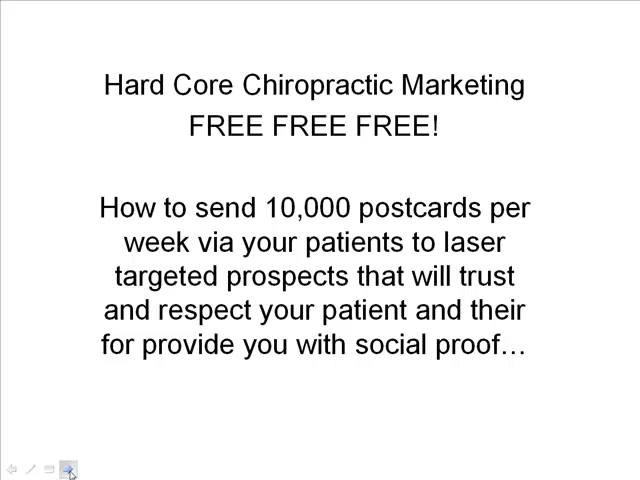 Hard Core Chiropractic Marketing
FREE FREE FREE!
How to send 10,000 postcards per
week via your patients to laser
targeted prospects that will trust
and respect your patient and their
for provide you with social proof…